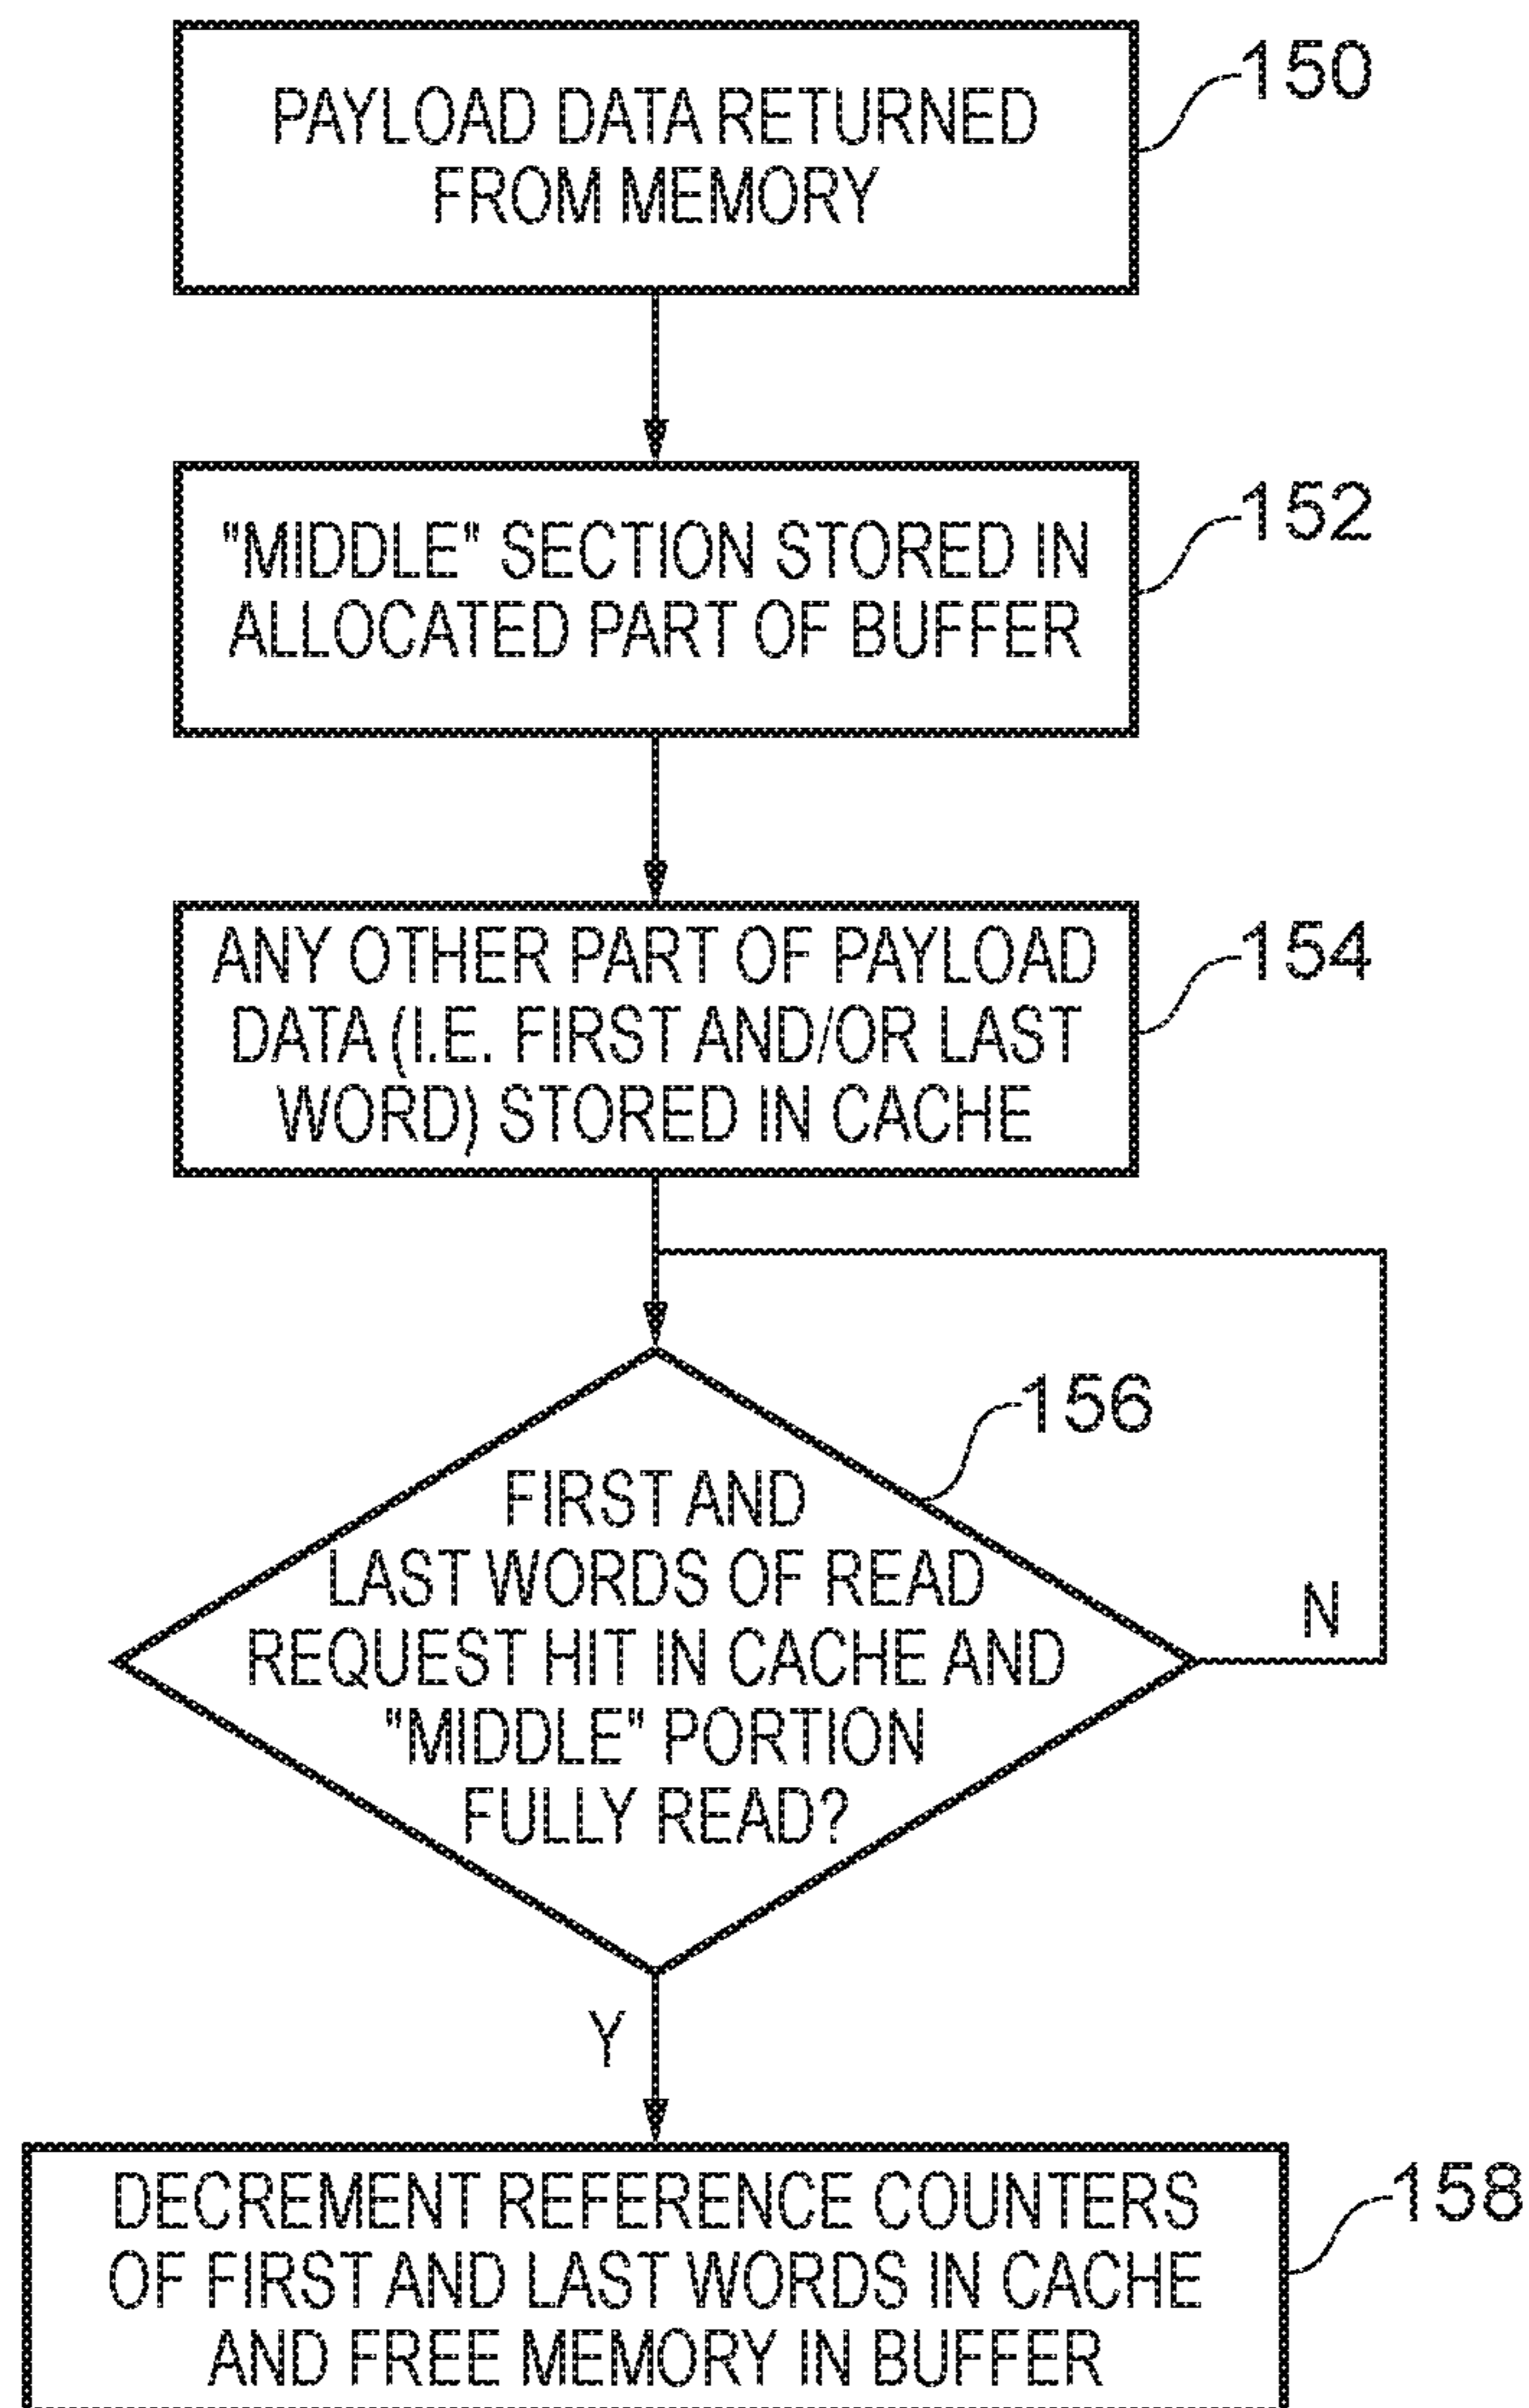 PAYLOAD DATA RETURNED
FROM MEMORY
150
"MIDDLE" SECTION STORED IN
ALLOCATED PART OF BUFFER
152
ANY OTHER PART OF PAYLOAD
DATA (I.E. FIRST AND/OR LAST
WORD) STORED IN CACHE
154
156
FIRST AND
LAST WORDS OF READ
REQUEST HIT IN CACHE AND
"MIDDLE" PORTION
FULLY READ?
N
Y
DECREMENT REFERENCE COUNTERS
OF FIRST AND LAST WORDS IN CACHE
AND FREE MEMORY IN BUFFER
158